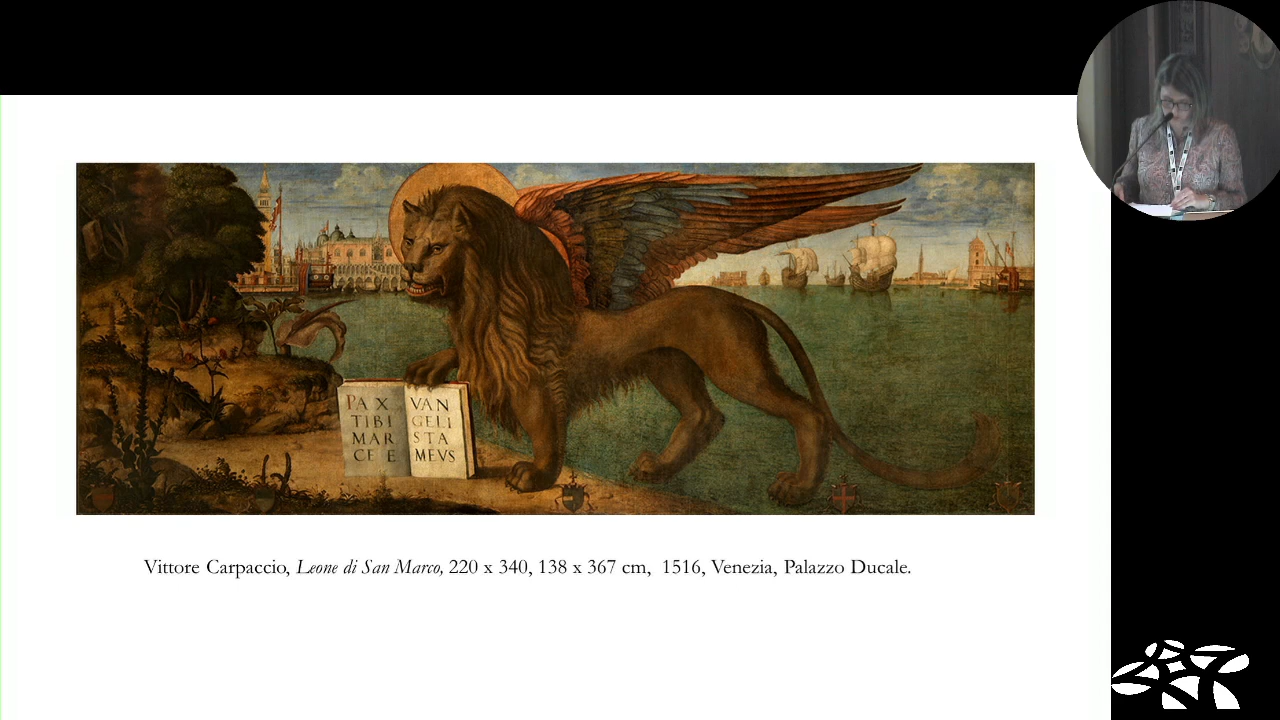 PAX VAN
TIBI GELI
MAR STA
CE E MEVS
Vittore Carpaccio, Leone di San Marco, 220 x 340, 138 x 367 cm, 1516, Venezia, Palazzo Ducale.